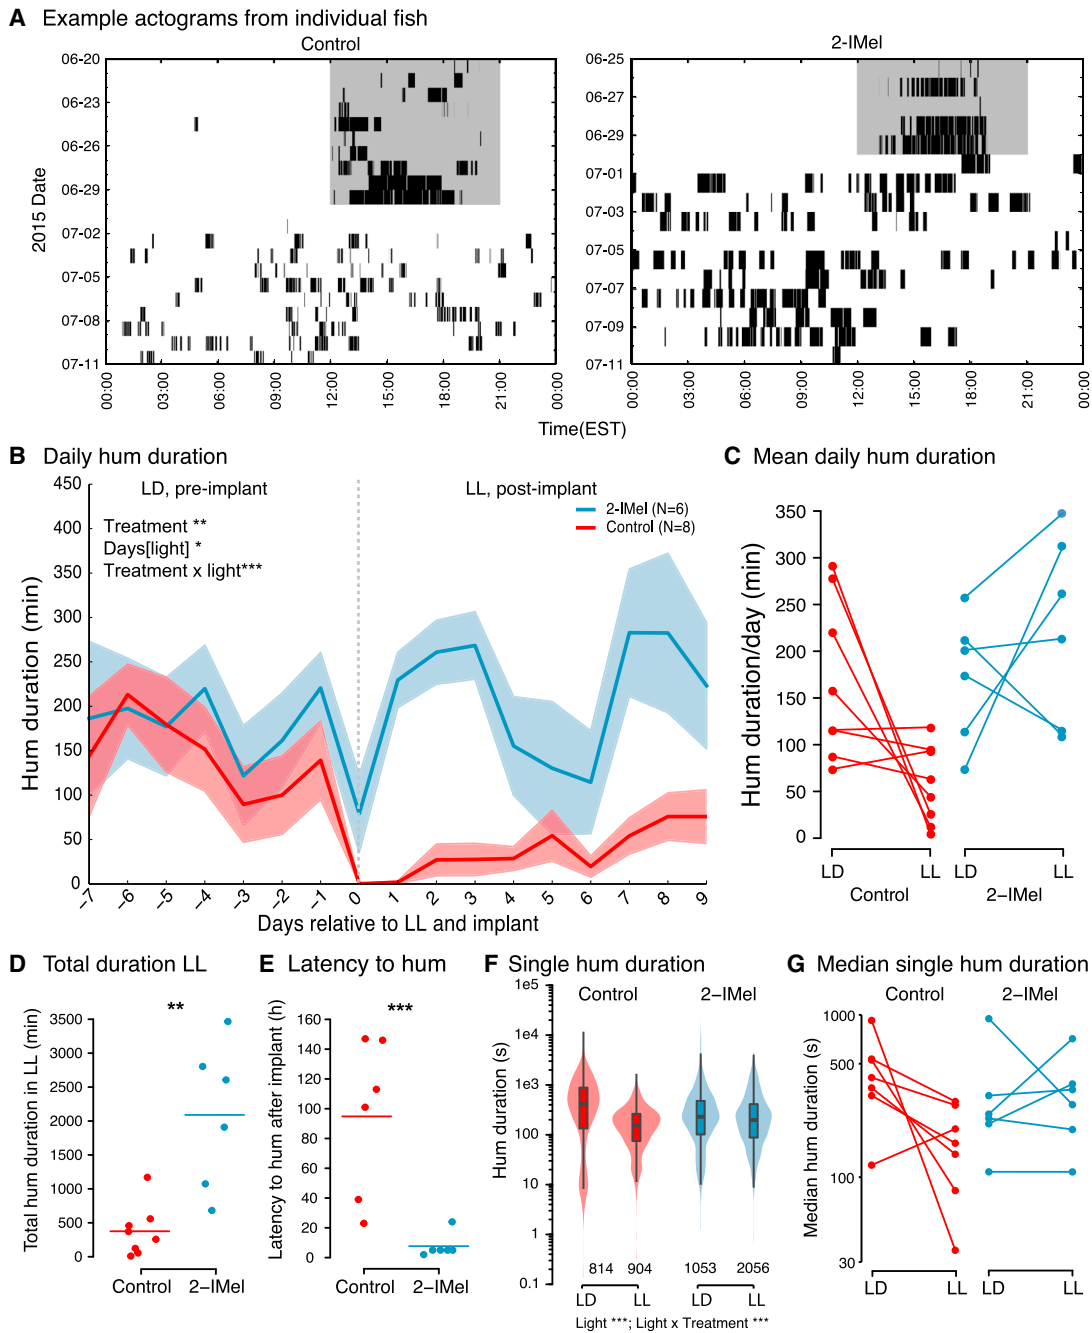 A Example actograms from individual fish
Control
2-IMel
2015 Date
06-20
06-23
06-26
06-29
07-02
07-05
07-08
07-11
06-25
06-27
06-29
07-01
07-03
07-05
07-07
07-09
07-11
00:00 03:00 06:00 09:00 12:00 15:00 18:00 21:00 00:00
00:00 03:00 06:00 09:00 12:00 15:00 18:00 21:00 00:00
Time(EST)
B Daily hum duration
LD, pre-implant
LL, post-implant
2-IMel (N=6)
Control (N=8)
Treatment **
Days[light] *
Treatment x light***
Hum duration (min)
450
400
350
300
250
200
150
100
50
0
-7 -6 -5 -4 -3 -2 -1 0 1 2 3 4 5 6 7 8 9
Days relative to LL and implant
C Mean daily hum duration
Hum duration/day (min)
350
300
250
200
150
100
50
0
LD LL LD LL
Control 2-IMel
D Total duration LL
**
Total hum duration in LL (min)
3500
3000
2500
2000
1500
1000
500
0
Control 2-IMel
E Latency to hum
***
Latency to hum after implant (h)
160
140
120
100
80
60
40
20
0
Control 2-IMel
F Single hum duration
Control 2-IMel
Hum duration (s)
1e5
1e4
1e3
100
10
1
0.1
814 904 1053 2056
LD LL LD LL
Light ***; Light x Treatment ***
G Median single hum duration
Control 2-IMel
Median hum duration (s)
1000
500
100
30
LD LL LD LL